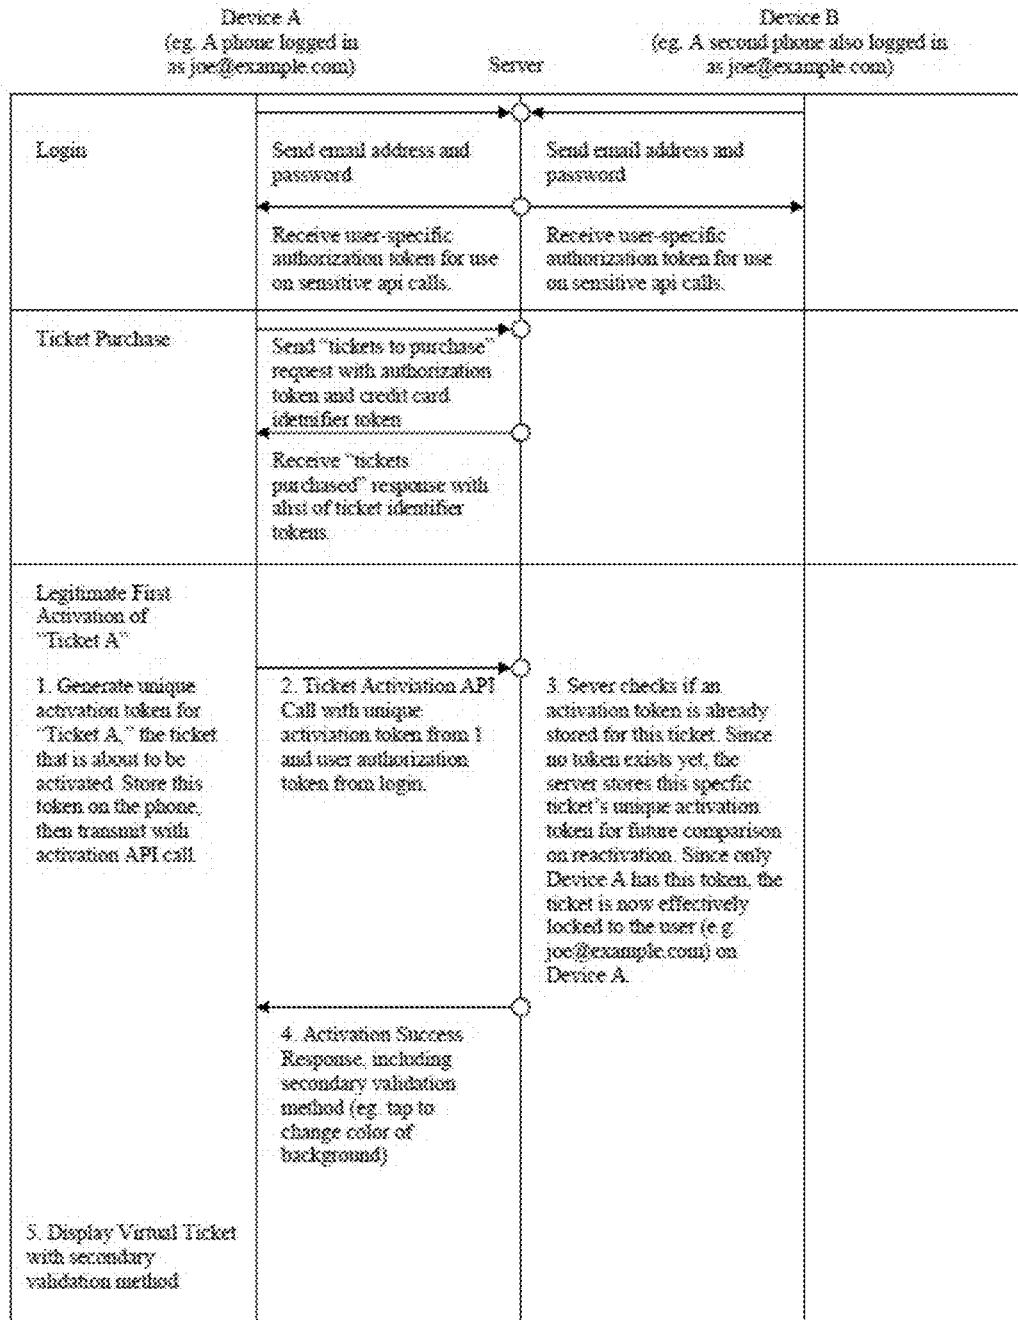 Device A
(eg. A phone logged in
as joe@example.com)
Server
Device B
(eg. A second phone also logged in
as joe@example.com)
Login
Send email address and
password
Send email address and
password
Receive user-specific
authorization token for use
on sensitive api calls.
Receive user-specific
authorization token for use
on sensitive api calls.
Ticket Purchase
Send “tickets to purchase”
request with authorization
token and credit card
idetnifier token
Receive “tickets
purchased” response with
alist of ticket identifier
tokens.
Legitimate First
Activation of
“Ticket A”
1. Generate unique
activation token for
“Ticket A,” the ticket
that is about to be
activated. Store this
token on the phone,
then transmit with
activation API call.
2. Ticket Activiation API
Call with unique
activiation token from 1
and user authorization
token from login.
3. Sever checks if an
activation token is already
stored for this ticket. Since
no token exists yet, the
server stores this specfic
ticket’s unique activation
token for future comparison
on reactivation. Since only
Device A has this token, the
ticket is now effectively
locked to the user (e.g.
joe@example.com) on
Device A.
4. Activation Success
Response, including
secondary validation
method (eg. tap to
change color of
background)
5. Display Virtual Ticket
with secondary
validation method